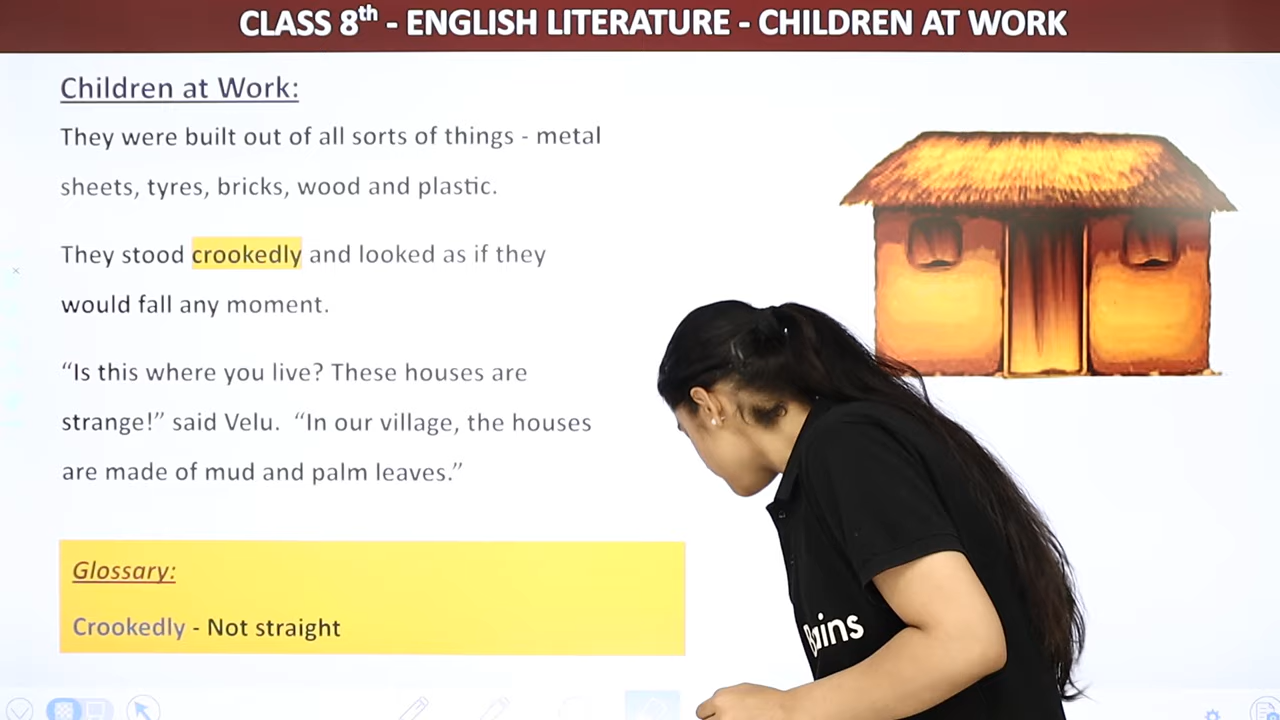 CLASS 8th - ENGLISH LITERATURE - CHILDREN AT WORK
Children at Work:
They were built out of all sorts of things - metal
sheets, tyres, bricks, wood and plastic.
They stood crookedly and looked as if they
would fall any moment.
“Is this where you live? These houses are
strange!” said Velu. “In our village, the houses
are made of mud and palm leaves.”
Glossary:
Crookedly - Not straight